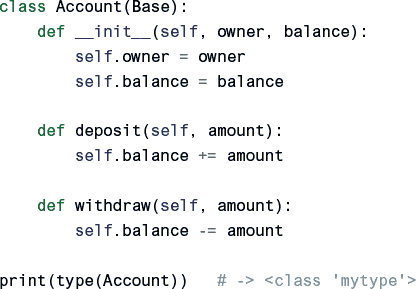 class Account(Base):
    def __init__(self, owner, balance):
        self.owner = owner
        self.balance = balance

    def deposit(self, amount):
        self.balance += amount

    def withdraw(self, amount):
        self.balance -= amount

print(type(Account))   # -> <class 'mytype'>